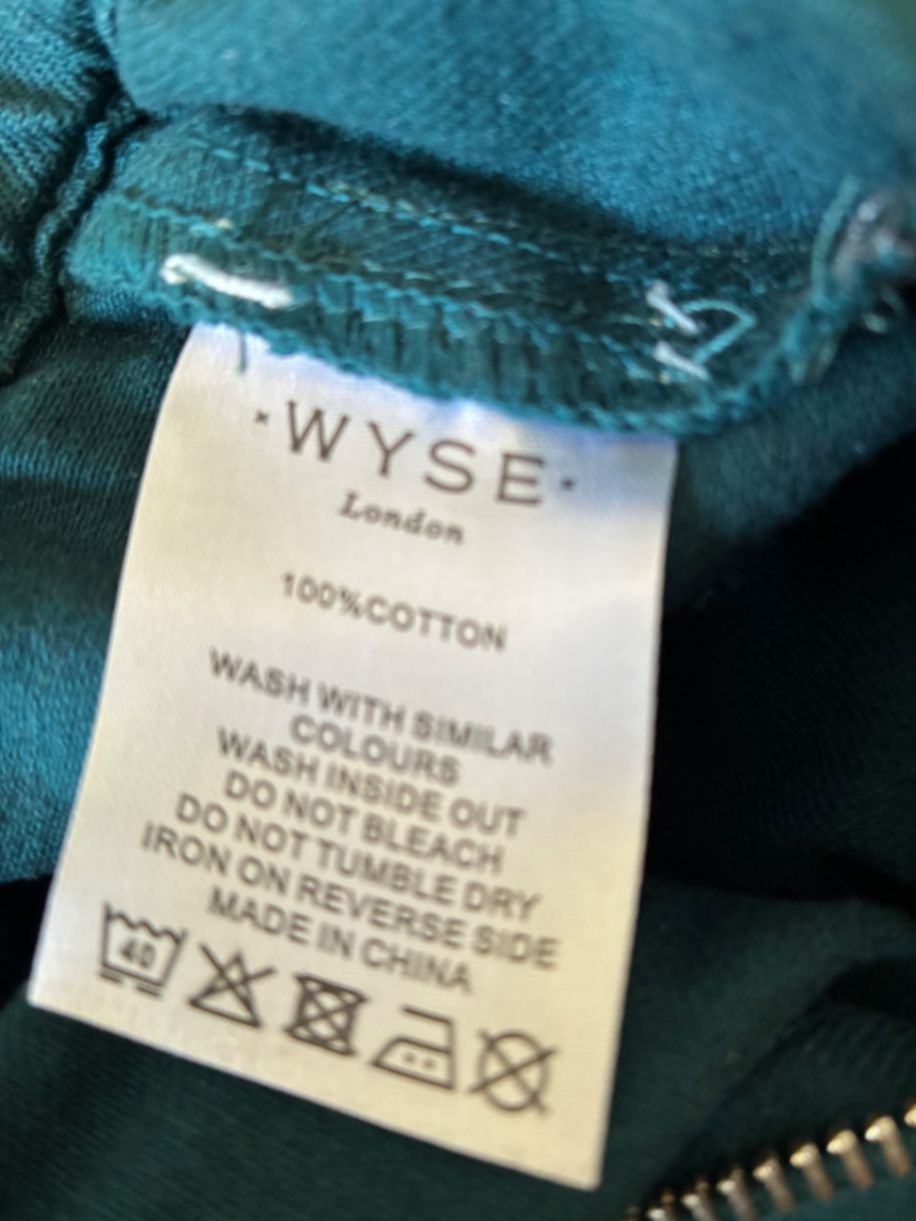 ·WYSE·
London
100%COTTON
WASH WITH SIMILAR
COLOURS
WASH INSIDE OUT
DO NOT BLEACH
DO NOT TUMBLE DRY
IRON ON REVERSE SIDE
MADE IN CHINA
40